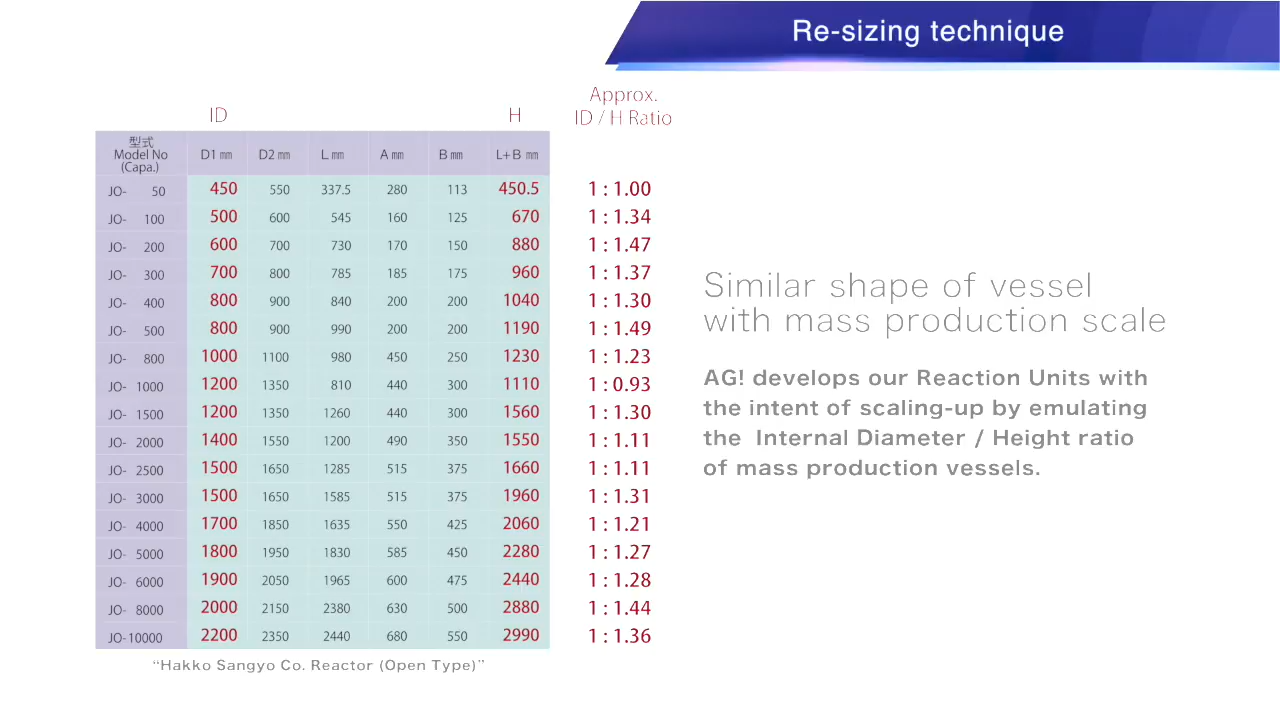 Re-sizing technique
ID H Approx. ID / H Ratio
型式 Model No (Capa.) D1 mm D2 mm L mm A mm B mm L+B mm
JO- 50 450 550 337.5 280 113 450.5 1 : 1.00
JO- 100 500 600 545 160 125 670 1 : 1.34
JO- 200 600 700 730 170 150 880 1 : 1.47
JO- 300 700 800 785 185 175 960 1 : 1.37
JO- 400 800 900 840 200 200 1040 1 : 1.30
JO- 500 800 900 990 200 200 1190 1 : 1.49
JO- 800 1000 1100 980 450 250 1230 1 : 1.23
JO- 1000 1200 1350 810 440 300 1110 1 : 0.93
JO- 1500 1200 1350 1260 440 300 1560 1 : 1.30
JO- 2000 1400 1550 1200 490 350 1550 1 : 1.11
JO- 2500 1500 1650 1285 515 375 1660 1 : 1.11
JO- 3000 1500 1650 1585 515 375 1960 1 : 1.31
JO- 4000 1700 1850 1635 550 425 2060 1 : 1.21
JO- 5000 1800 1950 1830 585 450 2280 1 : 1.27
JO- 6000 1900 2050 1965 600 475 2440 1 : 1.28
JO- 8000 2000 2150 2380 630 500 2880 1 : 1.44
JO-10000 2200 2350 2440 680 550 2990 1 : 1.36
“Hakko Sangyo Co. Reactor (Open Type)”
Similar shape of vessel
with mass production scale
AG! develops our Reaction Units with
the intent of scaling-up by emulating
the Internal Diameter / Height ratio
of mass production vessels.